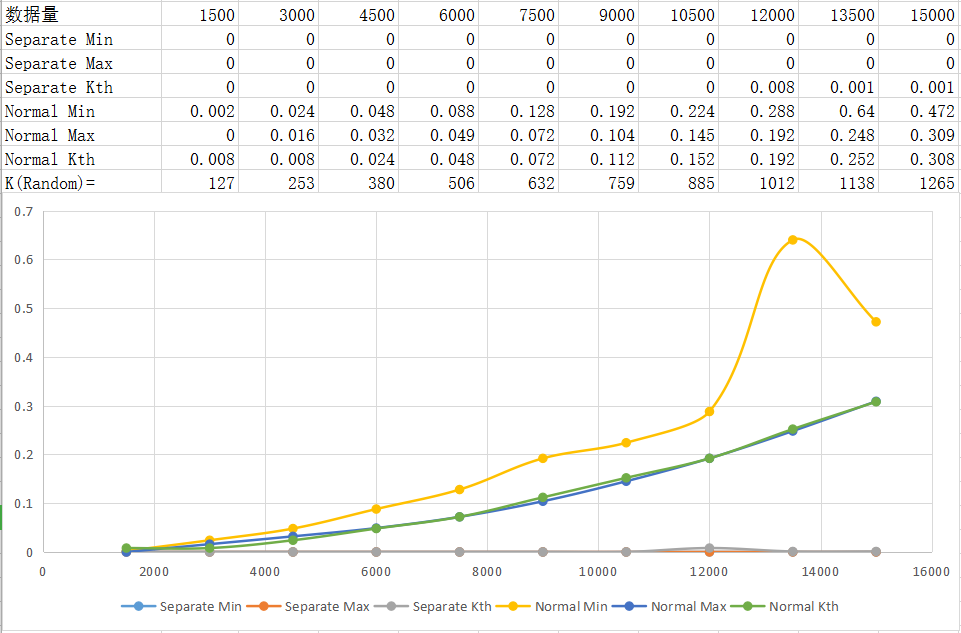 数据量 1500 3000 4500 6000 7500 9000 10500 12000 13500 15000
Separate Min 0 0 0 0 0 0 0 0 0 0
Separate Max 0 0 0 0 0 0 0 0 0 0
Separate Kth 0 0 0 0 0 0 0 0.008 0.001 0.001
Normal Min 0.002 0.024 0.048 0.088 0.128 0.192 0.224 0.288 0.64 0.472
Normal Max 0 0.016 0.032 0.049 0.072 0.104 0.145 0.192 0.248 0.309
Normal Kth 0.008 0.008 0.024 0.048 0.072 0.112 0.152 0.192 0.252 0.308
K(Random)= 127 253 380 506 632 759 885 1012 1138 1265
0.7
0.6
0.5
0.4
0.3
0.2
0.1
0
0 2000 4000 6000 8000 10000 12000 14000 16000
Separate Min Separate Max Separate Kth Normal Min Normal Max Normal Kth